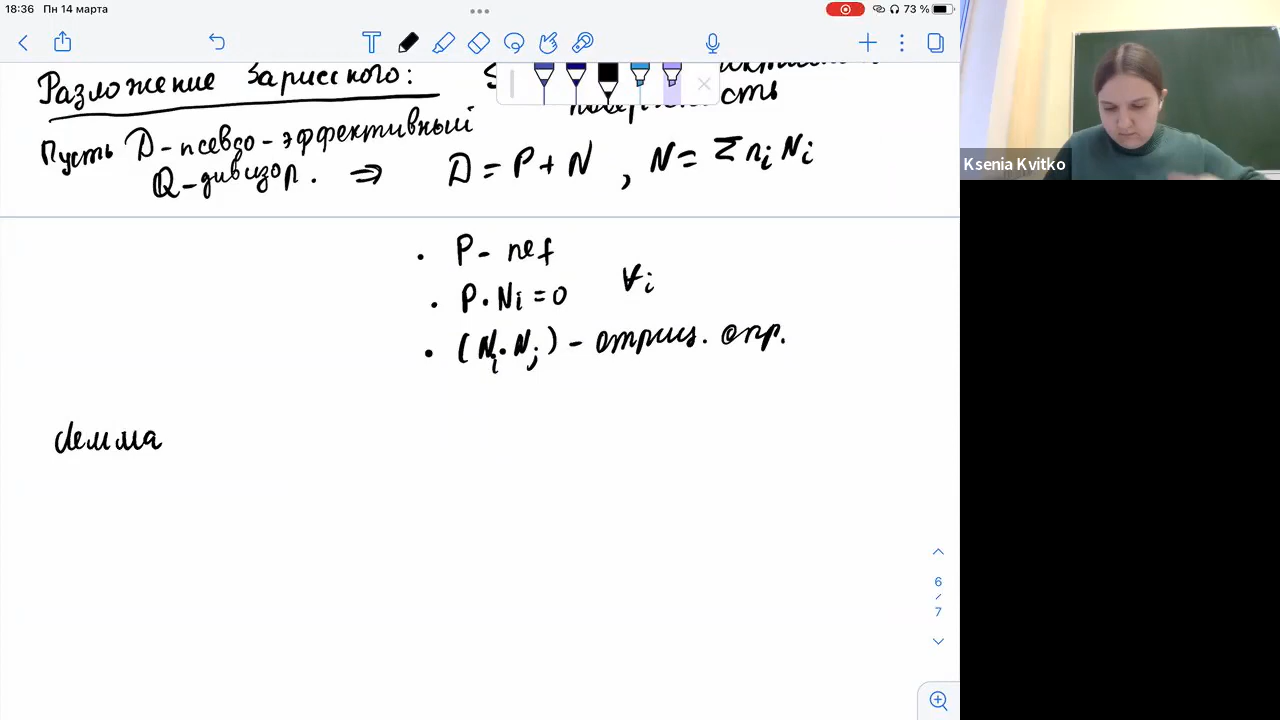 18:36 Пн 14 марта
73 %
Разложение Зарисского:
Пусть D - псевдо-эффективный
Q-дивизор. ⇒ D = P + N , N = Σ nᵢ Nᵢ
• P - nef
• P · Nᵢ = 0 ∀ᵢ
• (Nᵢ · Nⱼ) - отриц. опр.
Лемма
6
/
7
Ksenia Kvitko